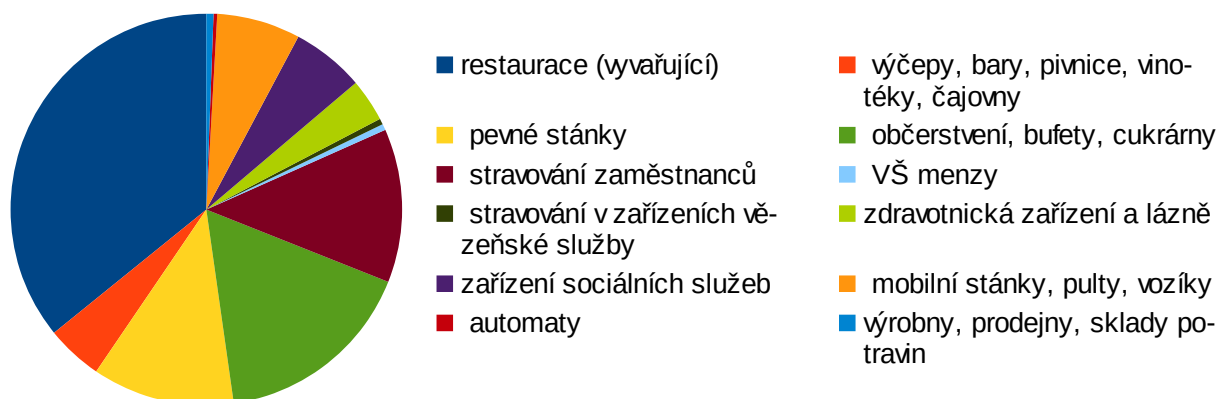 restaurace (vyvařující)
výčepy, bary, pivnice, vino-
téky, čajovny
pevné stánky
občerstvení, bufety, cukrárny
stravování zaměstnanců
VŠ menzy
stravování v zařízeních vě-
zeňské služby
zdravotnická zařízení a lázně
zařízení sociálních služeb
mobilní stánky, pulty, vozíky
automaty
výrobny, prodejny, sklady po-
travin